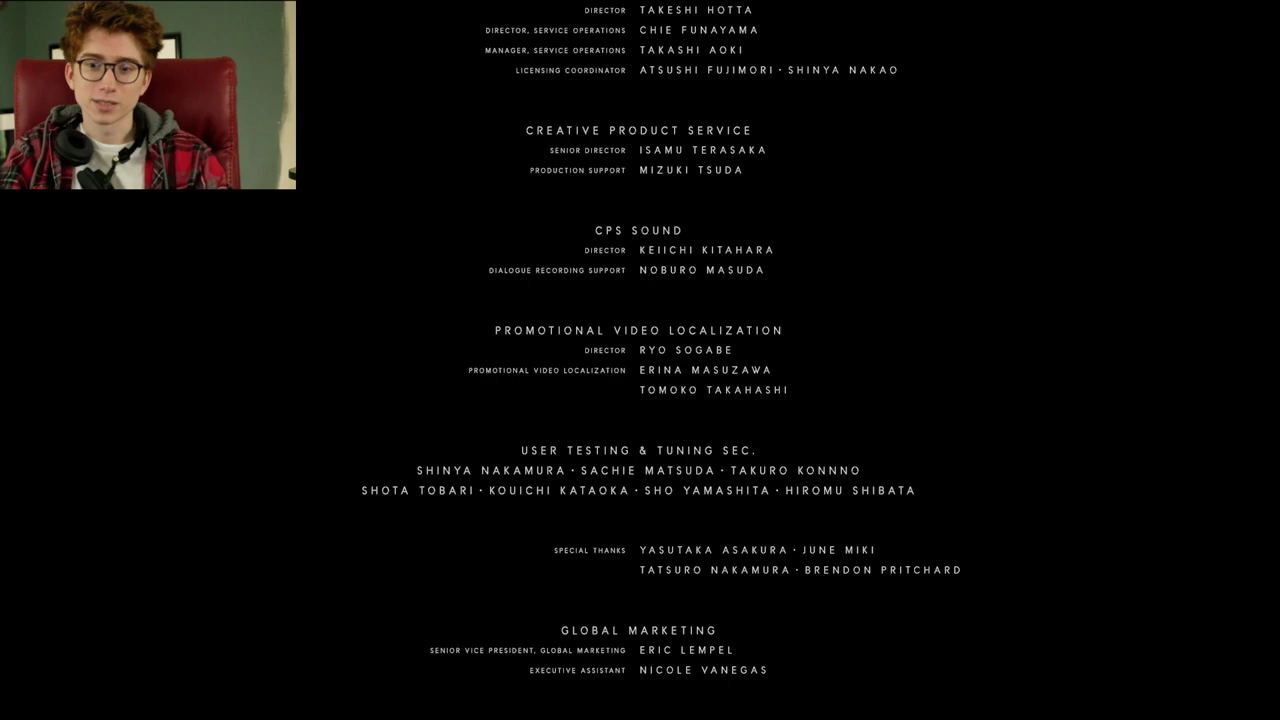 DIRECTOR TAKESHI HOTTA
DIRECTOR, SERVICE OPERATIONS CHIE FUNAYAMA
MANAGER, SERVICE OPERATIONS TAKASHI AOKI
LICENSING COORDINATOR ATSUSHI FUJIMORI · SHINYA NAKAO
CREATIVE PRODUCT SERVICE
SENIOR DIRECTOR ISAMU TERASAKA
PRODUCTION SUPPORT MIZUKI TSUDA
CPS SOUND
DIRECTOR KEIICHI KITAHARA
DIALOGUE RECORDING SUPPORT NOBURO MASUDA
PROMOTIONAL VIDEO LOCALIZATION
DIRECTOR RYO SOGABE
PROMOTIONAL VIDEO LOCALIZATION ERINA MASUZAWA
TOMOKO TAKAHASHI
USER TESTING & TUNING SEC.
SHINYA NAKAMURA · SACHIE MATSUDA · TAKURO KONNNO
SHOTA TOBARI · KOUICHI KATAOKA · SHO YAMASHITA · HIROMU SHIBATA
SPECIAL THANKS YASUTAKA ASAKURA · JUNE MIKI
TATSURO NAKAMURA · BRENDON PRITCHARD
GLOBAL MARKETING
SENIOR VICE PRESIDENT, GLOBAL MARKETING ERIC LEMPEL
EXECUTIVE ASSISTANT NICOLE VANEGAS